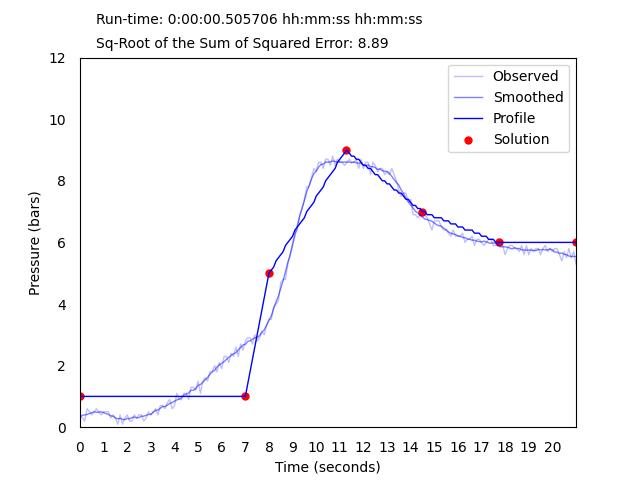 Run-time: 0:00:00.505706 hh:mm:ss hh:mm:ss
Sq-Root of the Sum of Squared Error: 8.89
12
10
8
6
4
2
0
Pressure (bars)
Observed
Smoothed
Profile
Solution
0 1 2 3 4 5 6 7 8 9 10 11 12 13 14 15 16 17 18 19 20
Time (seconds)